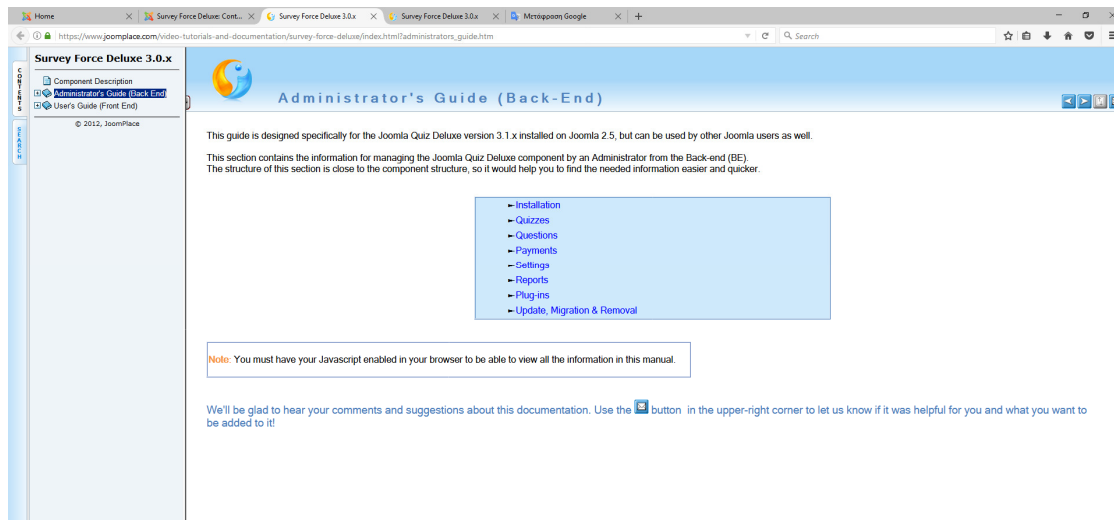 Home
Survey Force Deluxe: Cont...
Survey Force Deluxe 3.0.x
Survey Force Deluxe 3.0.x
Μετάφραση Google
https://www.joomplace.com/video-tutorials-and-documentation/survey-force-deluxe/index.html?administrators_guide.htm
Search
CONTENTS
SEARCH
Survey Force Deluxe 3.0.x
Component Description
Administrator's Guide (Back End)
User's Guide (Front End)
© 2012, JoomPlace
Administrator's Guide (Back-End)
This guide is designed specifically for the Joomla Quiz Deluxe version 3.1.x installed on Joomla 2.5, but can be used by other Joomla users as well.
This section contains the information for managing the Joomla Quiz Deluxe component by an Administrator from the Back-end (BE).
The structure of this section is close to the component structure, so it would help you to find the needed information easier and quicker.
Installation
Quizzes
Questions
Payments
Settings
Reports
Plug-ins
Update, Migration & Removal
Note: You must have your Javascript enabled in your browser to be able to view all the information in this manual.
We'll be glad to hear your comments and suggestions about this documentation. Use the button in the upper-right corner to let us know if it was helpful for you and what you want to
be added to it!